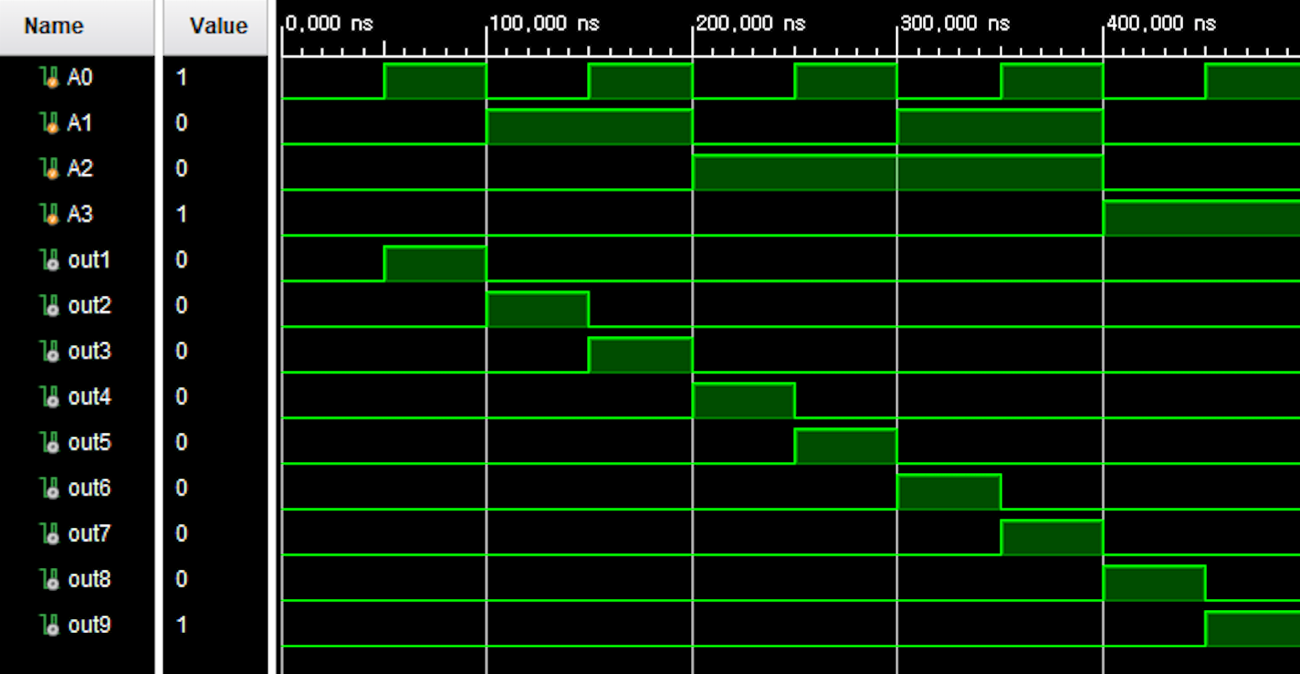 Name Value 0,000 ns 100,000 ns 200,000 ns 300,000 ns 400,000 ns
A0 1
A1 0
A2 0
A3 1
out1 0
out2 0
out3 0
out4 0
out5 0
out6 0
out7 0
out8 0
out9 1